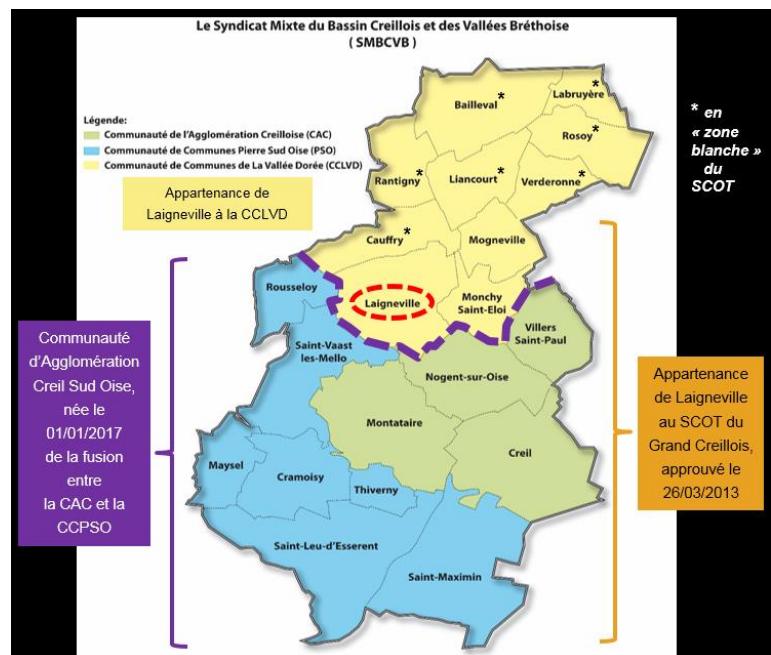 Le Syndicat Mixte du Bassin Creillois et des Vallées Bréthoise
( SMBCVB )
Légende:
Communauté de l'Agglomération Creilloise (CAC)
Communauté de Communes Pierre Sud Oise (PSO)
Communauté de Communes de La Vallée Dorée (CCLVD)
Appartenance de
Laigneville à la CCLVD
* en
« zone
blanche »
du
SCOT
Labruyère *
Bailleval *
Rosoy *
Rantigny *
Liancourt *
Verderonne *
Cauffry *
Mogneville
Rousseloy
Laigneville
Monchy
Saint-Eloi
Villers
Saint-Paul
Saint-Vaast
les-Mello
Nogent-sur-Oise
Montataire
Creil
Maysel
Cramoisy
Thiverny
Saint-Leu-d'Esserent
Saint-Maximin
Communauté
d'Agglomération
Creil Sud Oise,
née le
01/01/2017
de la fusion
entre
la CAC et la
CCPSO
Appartenance
de Laigneville
au SCOT du
Grand Creillois,
approuvé le
26/03/2013